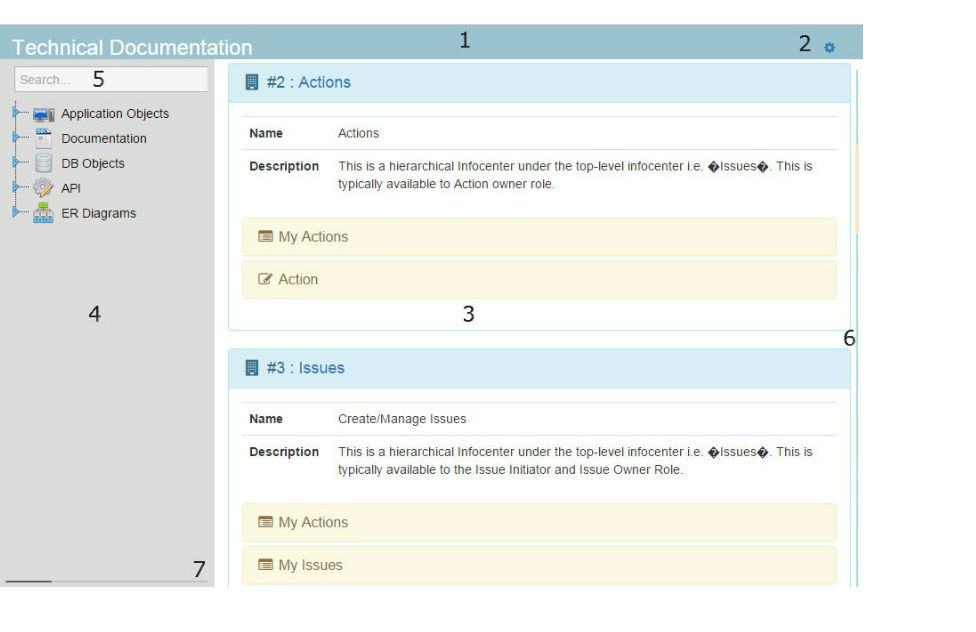 Technical Documentation
1
2
Search...
5
Application Objects
Documentation
DB Objects
API
ER Diagrams
4
7
#2 : Actions
Name Actions
Description This is a hierarchical Infocenter under the top-level infocenter i.e. �Issues�. This is
typically available to Action owner role.
My Actions
Action
3
6
#3 : Issues
Name Create/Manage Issues
Description This is a hierarchical Infocenter under the top-level infocenter i.e. �Issues�. This is
typically available to the Issue Initiator and Issue Owner Role.
My Actions
My Issues